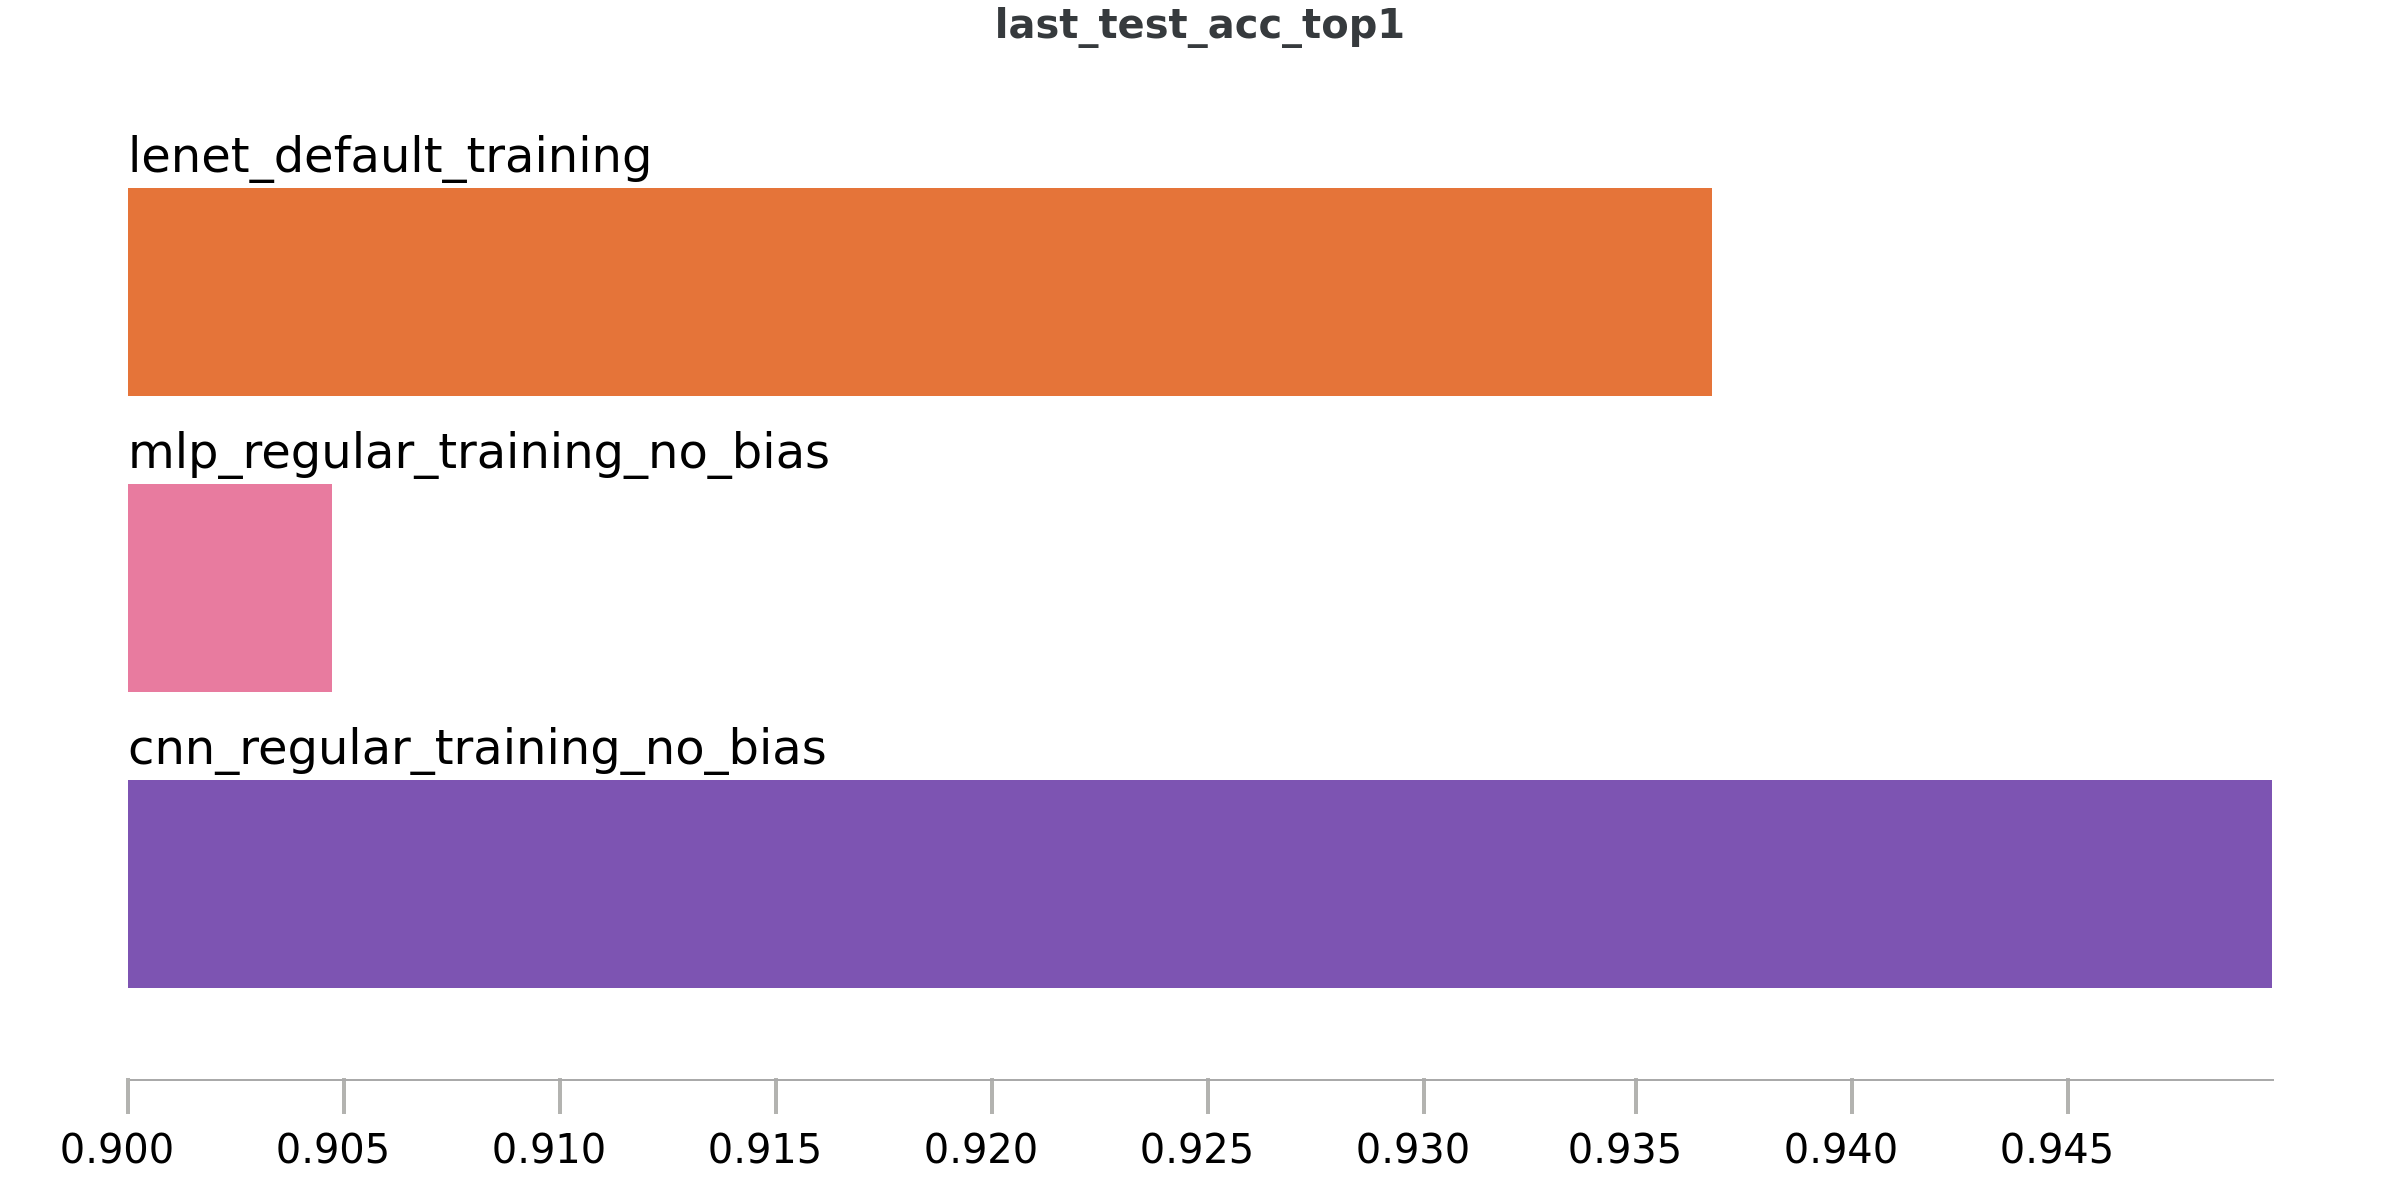 last_test_acc_top1
lenet_default_training
mlp_regular_training_no_bias
cnn_regular_training_no_bias
0.900 0.905 0.910 0.915 0.920 0.925 0.930 0.935 0.940 0.945